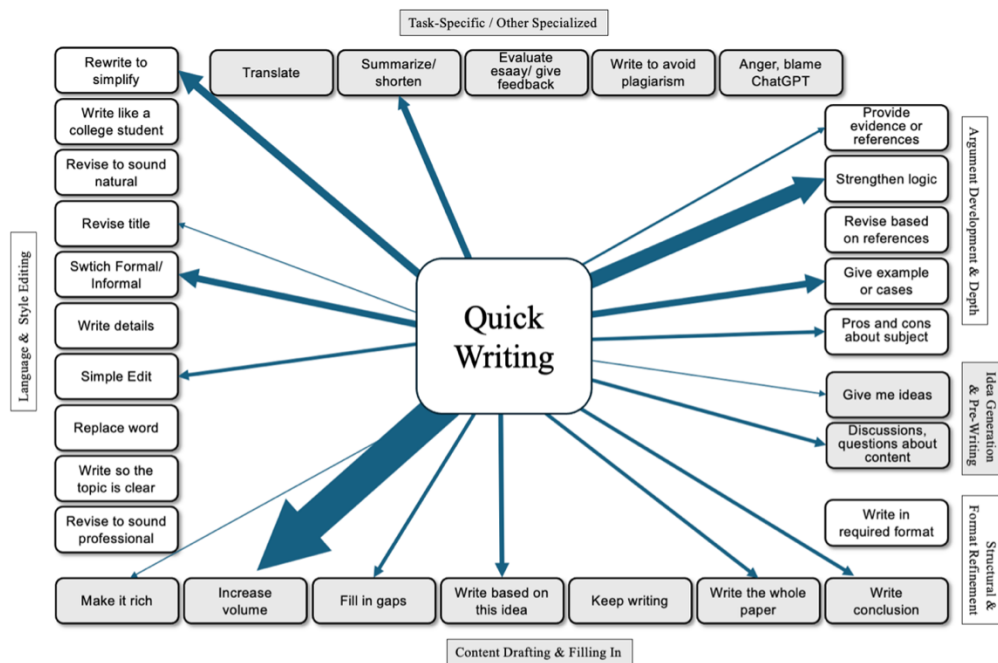 Task-Specific / Other Specialized
Rewrite to
simplify
Translate
Summarize/
shorten
Evaluate
esaay/ give
feedback
Write to avoid
plagiarism
Anger, blame
ChatGPT
Write like a
college student
Revise to sound
natural
Revise title
Swtich Formal/
Informal
Write details
Simple Edit
Replace word
Write so the
topic is clear
Revise to sound
professional
Language & Style Editing
Quick
Writing
Provide
evidence or
references
Strengthen logic
Revise based
on references
Give example
or cases
Pros and cons
about subject
Argument Development & Depth
Give me ideas
Discussions,
questions about
content
Idea Generation
& Pre-Writing
Write in
required format
Structural &
Format Refinement
Make it rich
Increase
volume
Fill in gaps
Write based on
this idea
Keep writing
Write the whole
paper
Write
conclusion
Content Drafting & Filling In